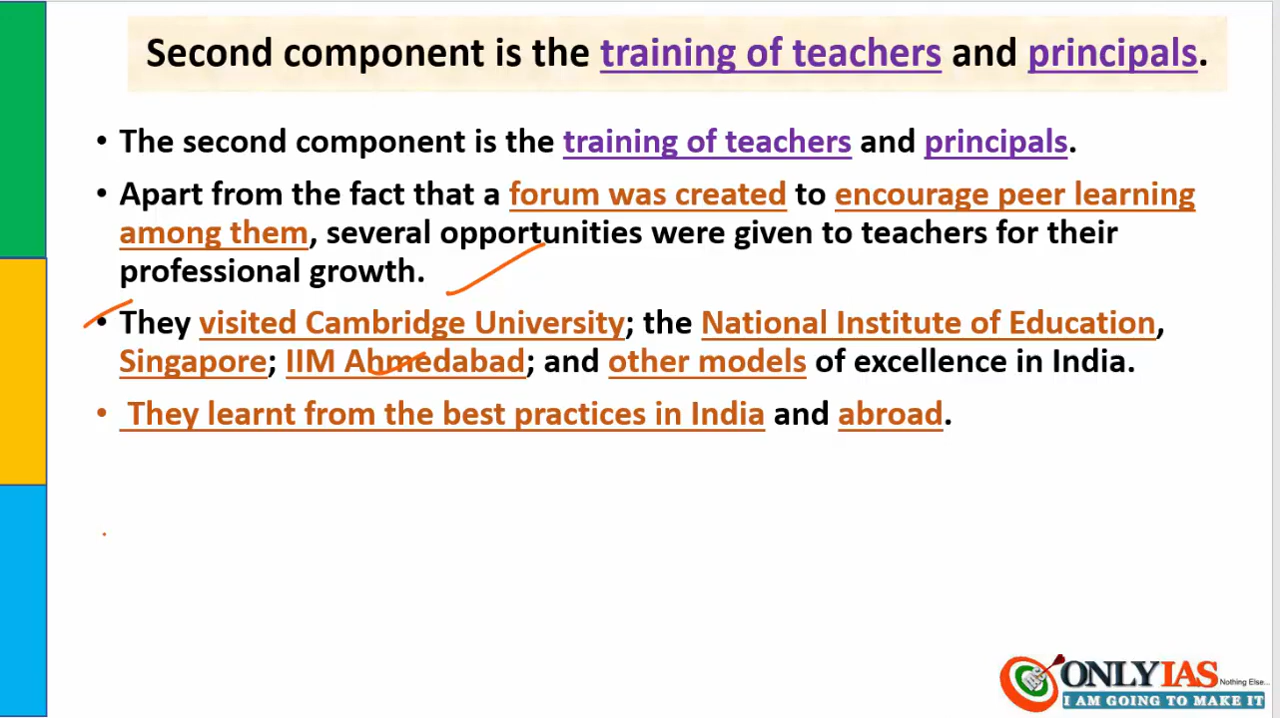 Second component is the training of teachers and principals.
• The second component is the training of teachers and principals.
• Apart from the fact that a forum was created to encourage peer learning
among them, several opportunities were given to teachers for their
professional growth.
• They visited Cambridge University; the National Institute of Education,
Singapore; IIM Ahmedabad; and other models of excellence in India.
• They learnt from the best practices in India and abroad.
ONLYIAS Nothing Else...
I AM GOING TO MAKE IT